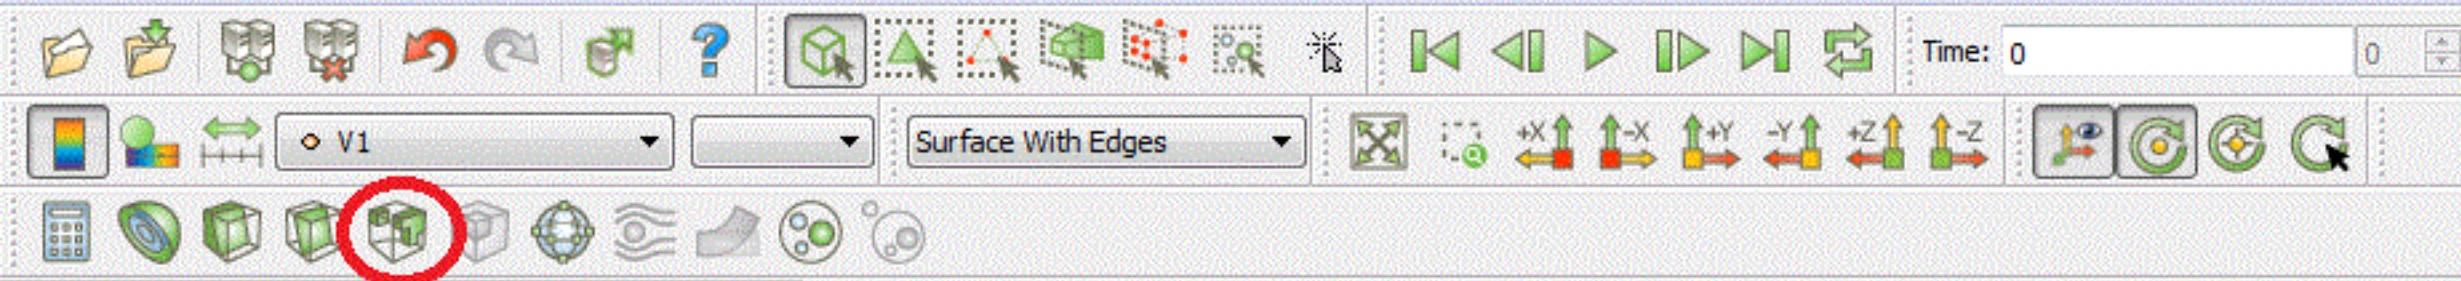 Time: 0 0
V1 Surface With Edges +X -X +Y -Y +Z -Z